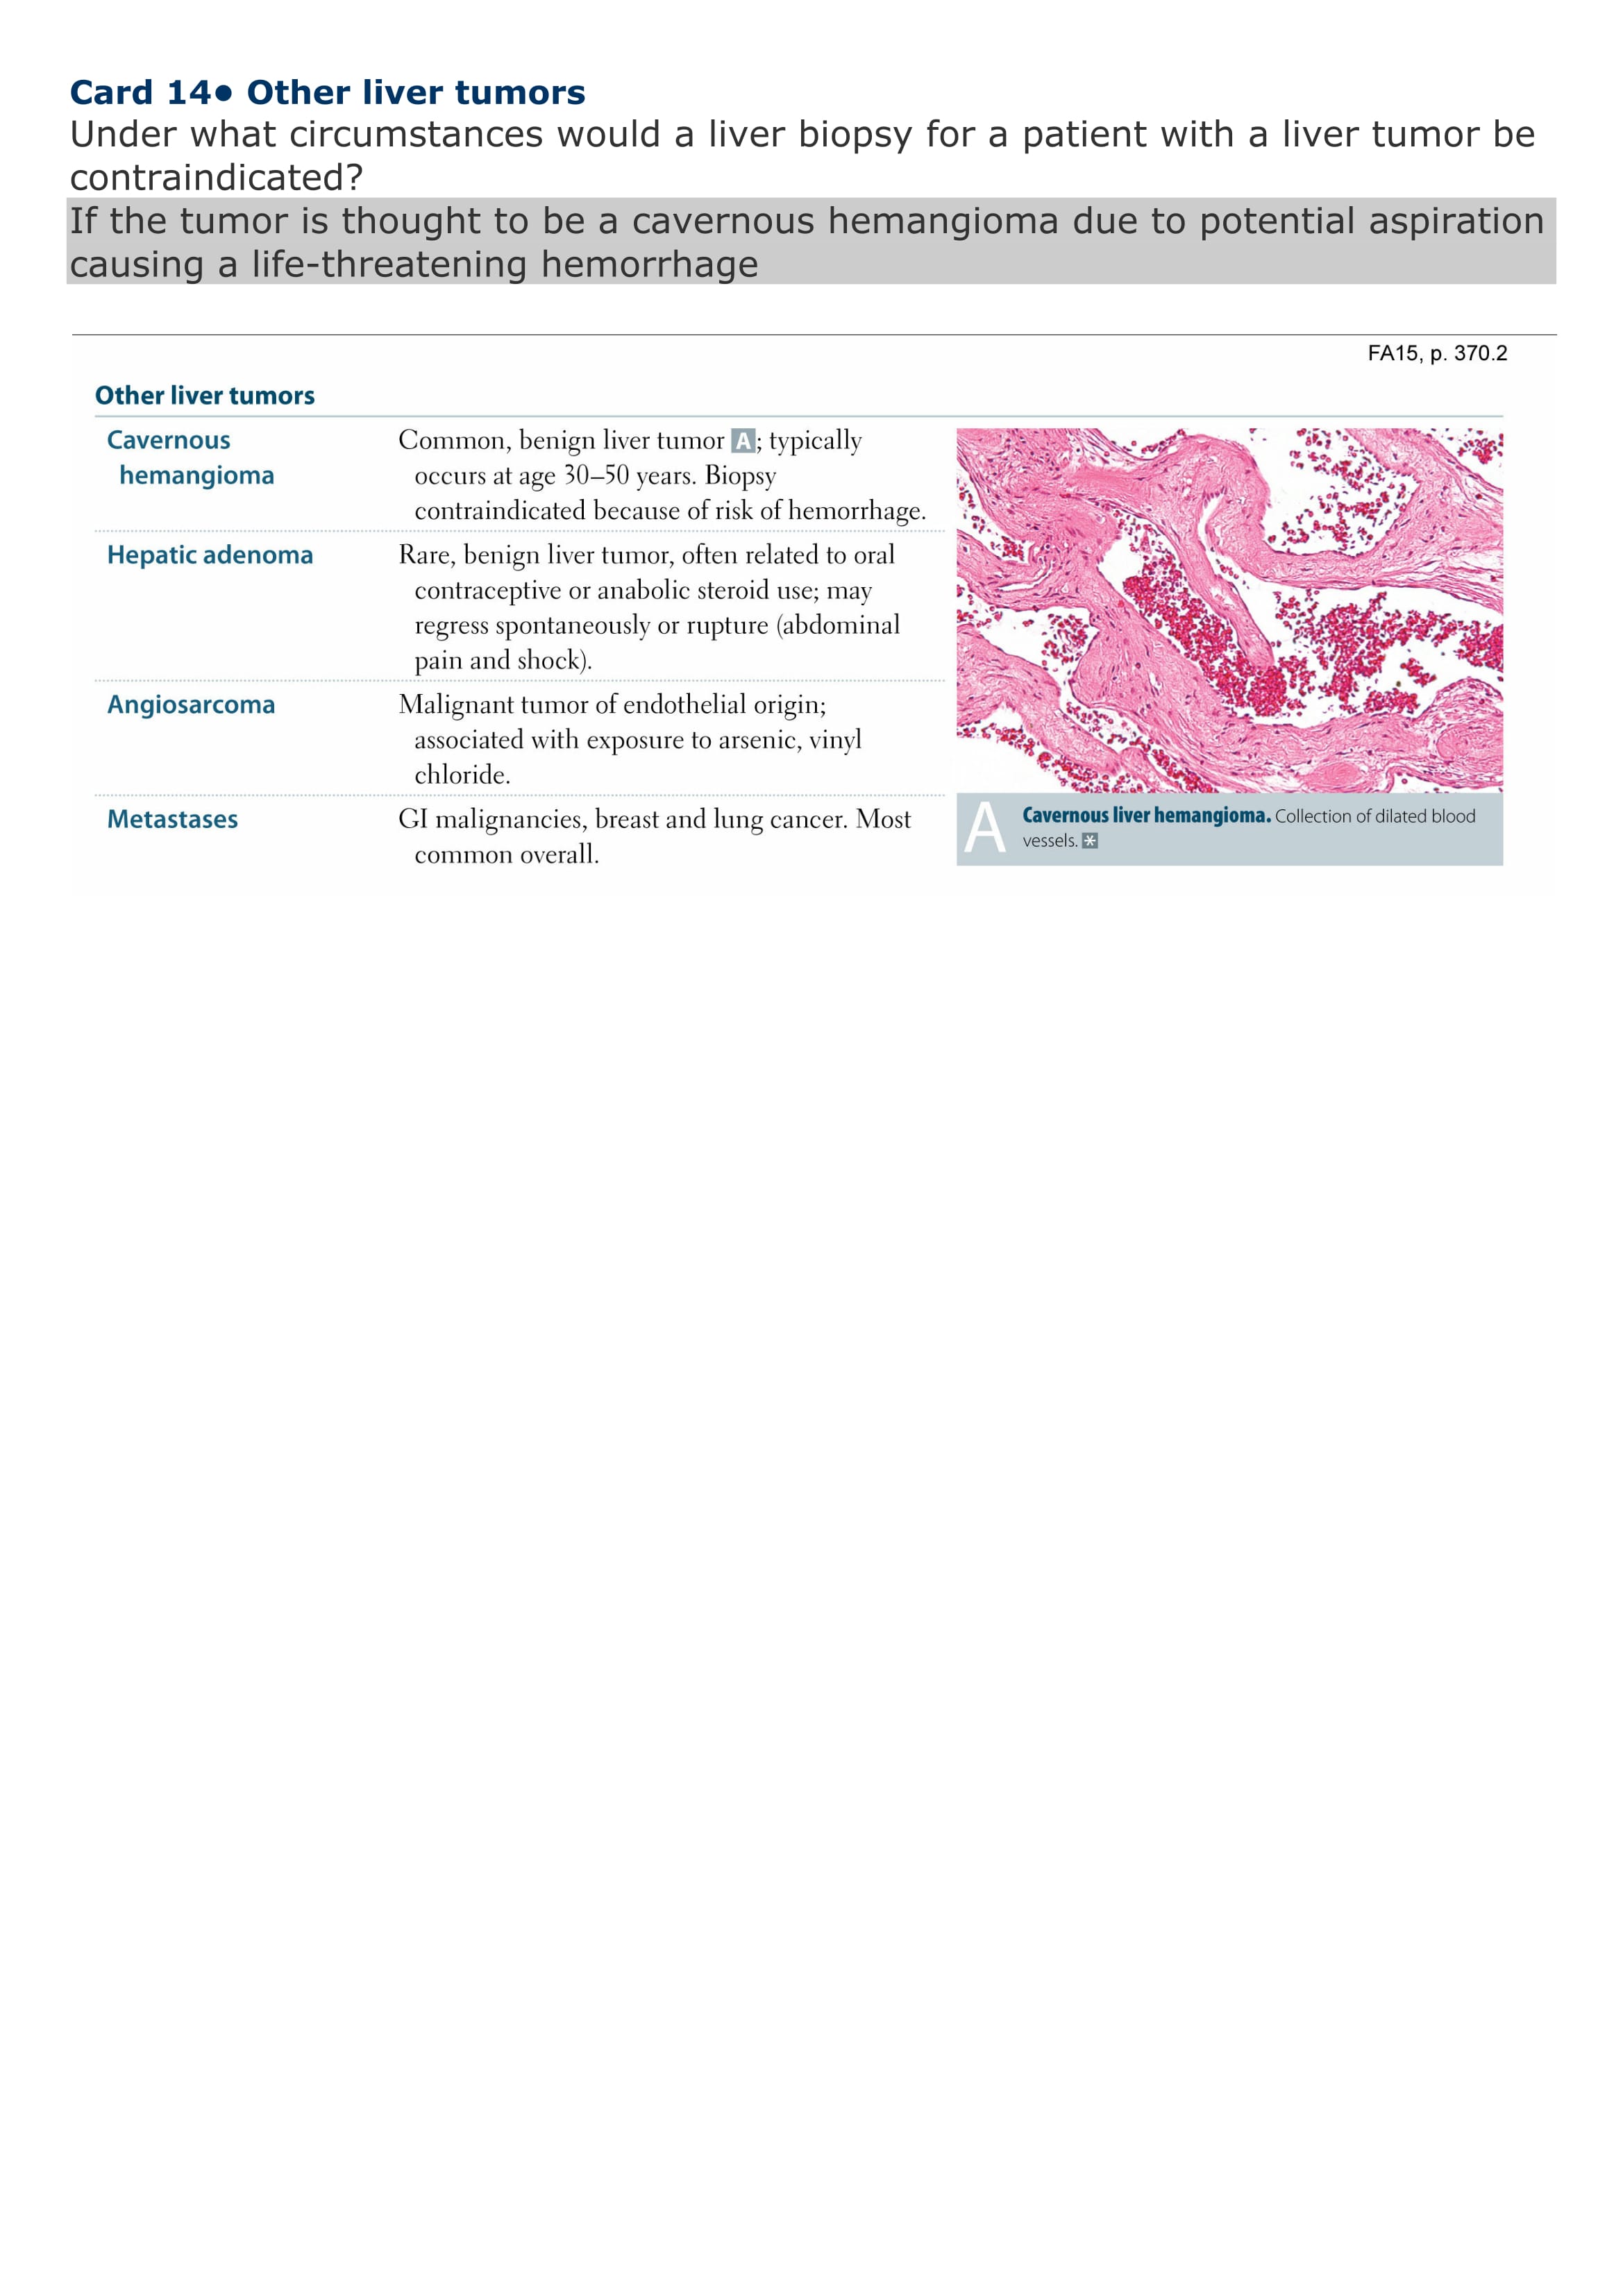 Card 14● Other liver tumors
Under what circumstances would a liver biopsy for a patient with a liver tumor be
contraindicated?
If the tumor is thought to be a cavernous hemangioma due to potential aspiration
causing a life-threatening hemorrhage
FA15, p. 370.2
Other liver tumors
Cavernous
hemangioma
Common, benign liver tumor A; typically
occurs at age 30–50 years. Biopsy
contraindicated because of risk of hemorrhage.
Hepatic adenoma
Rare, benign liver tumor, often related to oral
contraceptive or anabolic steroid use; may
regress spontaneously or rupture (abdominal
pain and shock).
Angiosarcoma
Malignant tumor of endothelial origin;
associated with exposure to arsenic, vinyl
chloride.
Metastases
GI malignancies, breast and lung cancer. Most
common overall.
A
Cavernous liver hemangioma. Collection of dilated blood
vessels. *